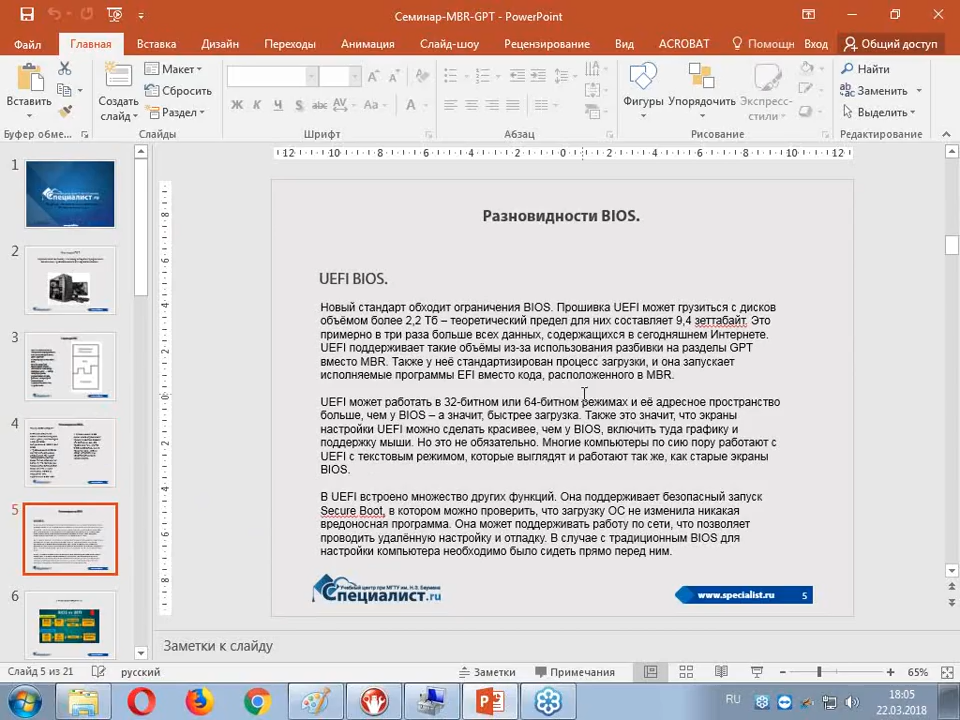 Семинар-MBR-GPT - PowerPoint
Файл Главная Вставка Дизайн Переходы Анимация Слайд-шоу Рецензирование Вид ACROBAT Помощн Вход Общий доступ
Вставить
Создать слайд
Макет
Сбросить
Раздел
Фигуры Упорядочить Экспресс-стили
Найти
Заменить
Выделить
Буфер обме... Слайды Шрифт Абзац Рисование Редактирование
1
2
3
4
5
6
Разновидности BIOS.
UEFI BIOS.
Новый стандарт обходит ограничения BIOS. Прошивка UEFI может грузиться с дисков
объёмом более 2,2 Тб – теоретический предел для них составляет 9,4 зеттабайт. Это
примерно в три раза больше всех данных, содержащихся в сегодняшнем Интернете.
UEFI поддерживает такие объёмы из-за использования разбивки на разделы GPT
вместо MBR. Также у неё стандартизирован процесс загрузки, и она запускает
исполняемые программы EFI вместо кода, расположенного в MBR.
UEFI может работать в 32-битном или 64-битном режимах и её адресное пространство
больше, чем у BIOS – а значит, быстрее загрузка. Также это значит, что экраны
настройки UEFI можно сделать красивее, чем у BIOS, включить туда графику и
поддержку мыши. Но это не обязательно. Многие компьютеры по сию пору работают с
UEFI с текстовым режимом, которые выглядят и работают так же, как старые экраны
BIOS.
В UEFI встроено множество других функций. Она поддерживает безопасный запуск
Secure Boot, в котором можно проверить, что загрузку ОС не изменила никакая
вредоносная программа. Она может поддерживать работу по сети, что позволяет
проводить удалённую настройку и отладку. В случае с традиционным BIOS для
настройки компьютера необходимо было сидеть прямо перед ним.
Учебный центр при МГТУ им. Н.Э. Баумана
Специалист.ru
www.specialist.ru 5
Заметки к слайду
Слайд 5 из 21 русский Заметки Примечания 65%
RU
18:05
22.03.2018